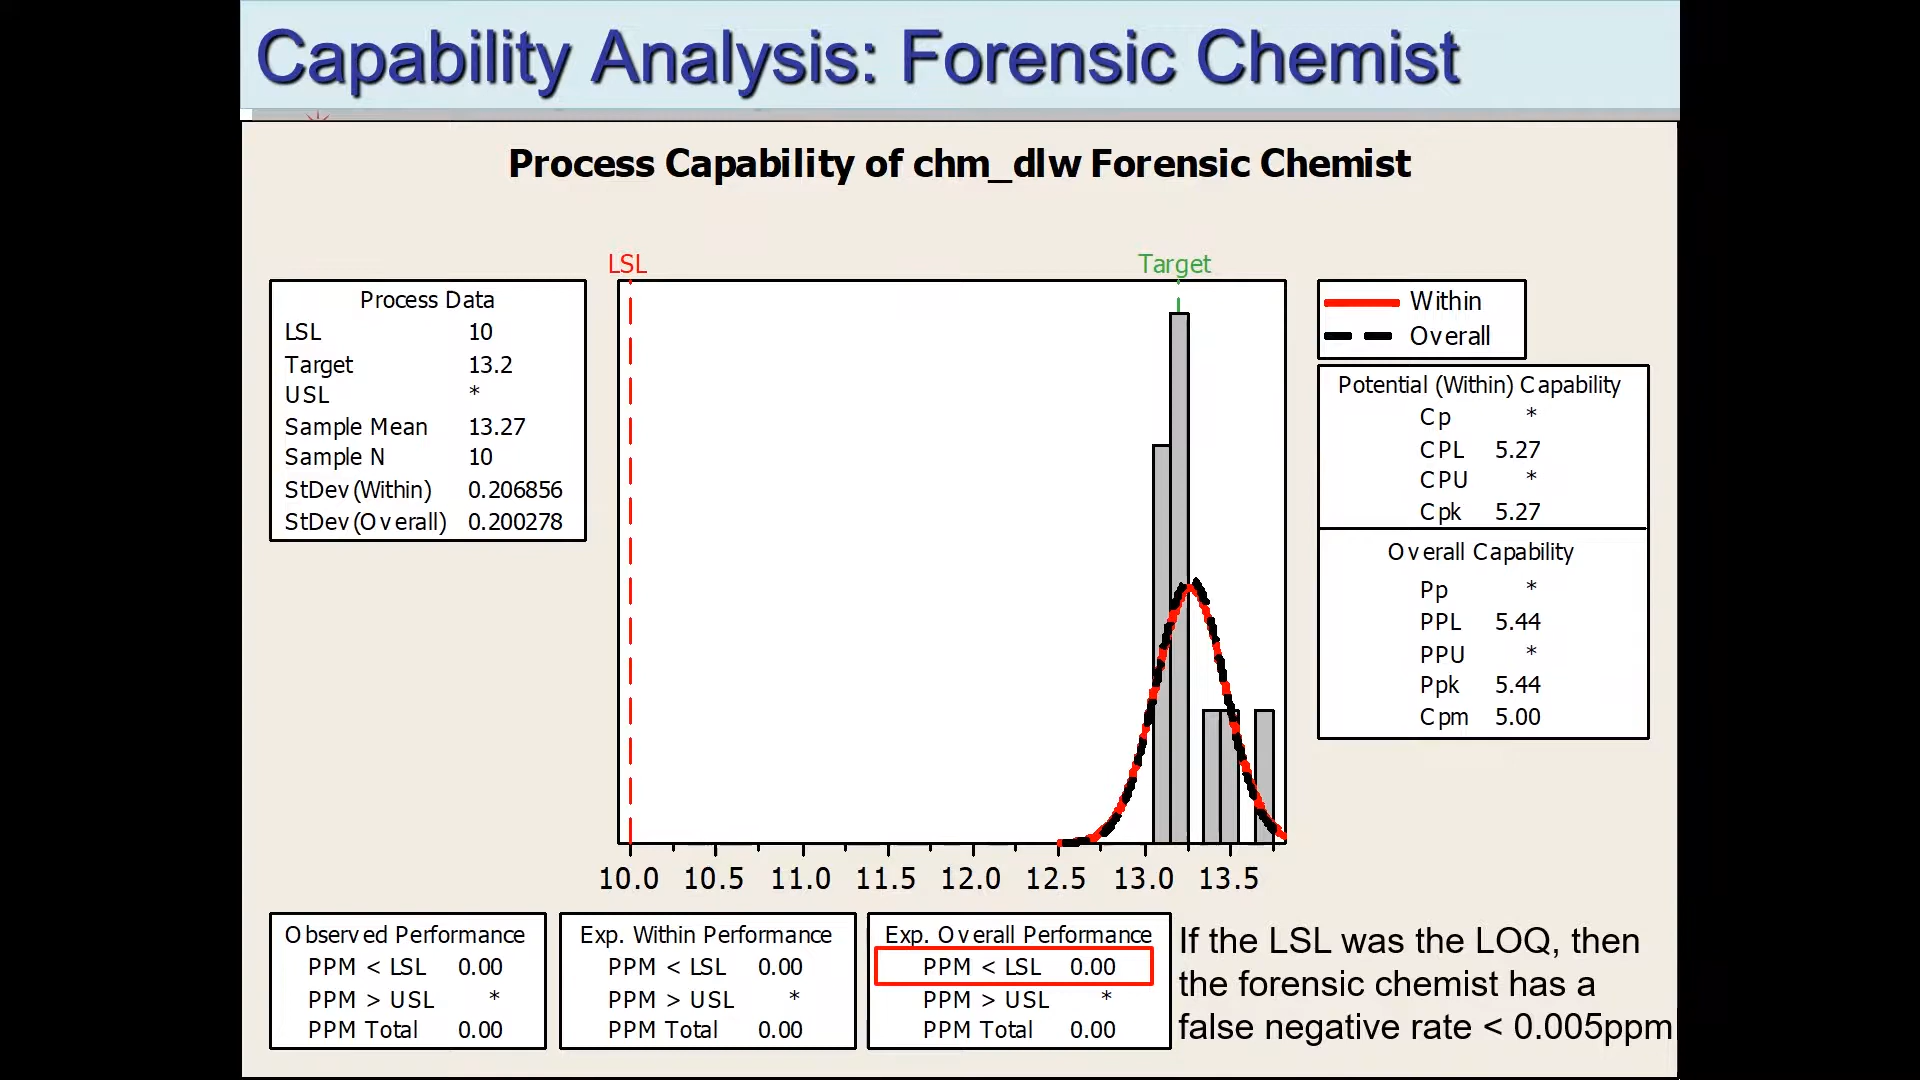 Capability Analysis: Forensic Chemist
Process Capability of chm_dlw Forensic Chemist
LSL
Target
Process Data
LSL 10
Target 13.2
USL *
Sample Mean 13.27
Sample N 10
StDev(Within) 0.206856
StDev(Overall) 0.200278
Within
Overall
Potential (Within) Capability
Cp *
CPL 5.27
CPU *
Cpk 5.27
Overall Capability
Pp *
PPL 5.44
PPU *
Ppk 5.44
Cpm 5.00
10.0 10.5 11.0 11.5 12.0 12.5 13.0 13.5
Observed Performance
PPM < LSL 0.00
PPM > USL *
PPM Total 0.00
Exp. Within Performance
PPM < LSL 0.00
PPM > USL *
PPM Total 0.00
Exp. Overall Performance
PPM < LSL 0.00
PPM > USL *
PPM Total 0.00
If the LSL was the LOQ, then
the forensic chemist has a
false negative rate < 0.005ppm